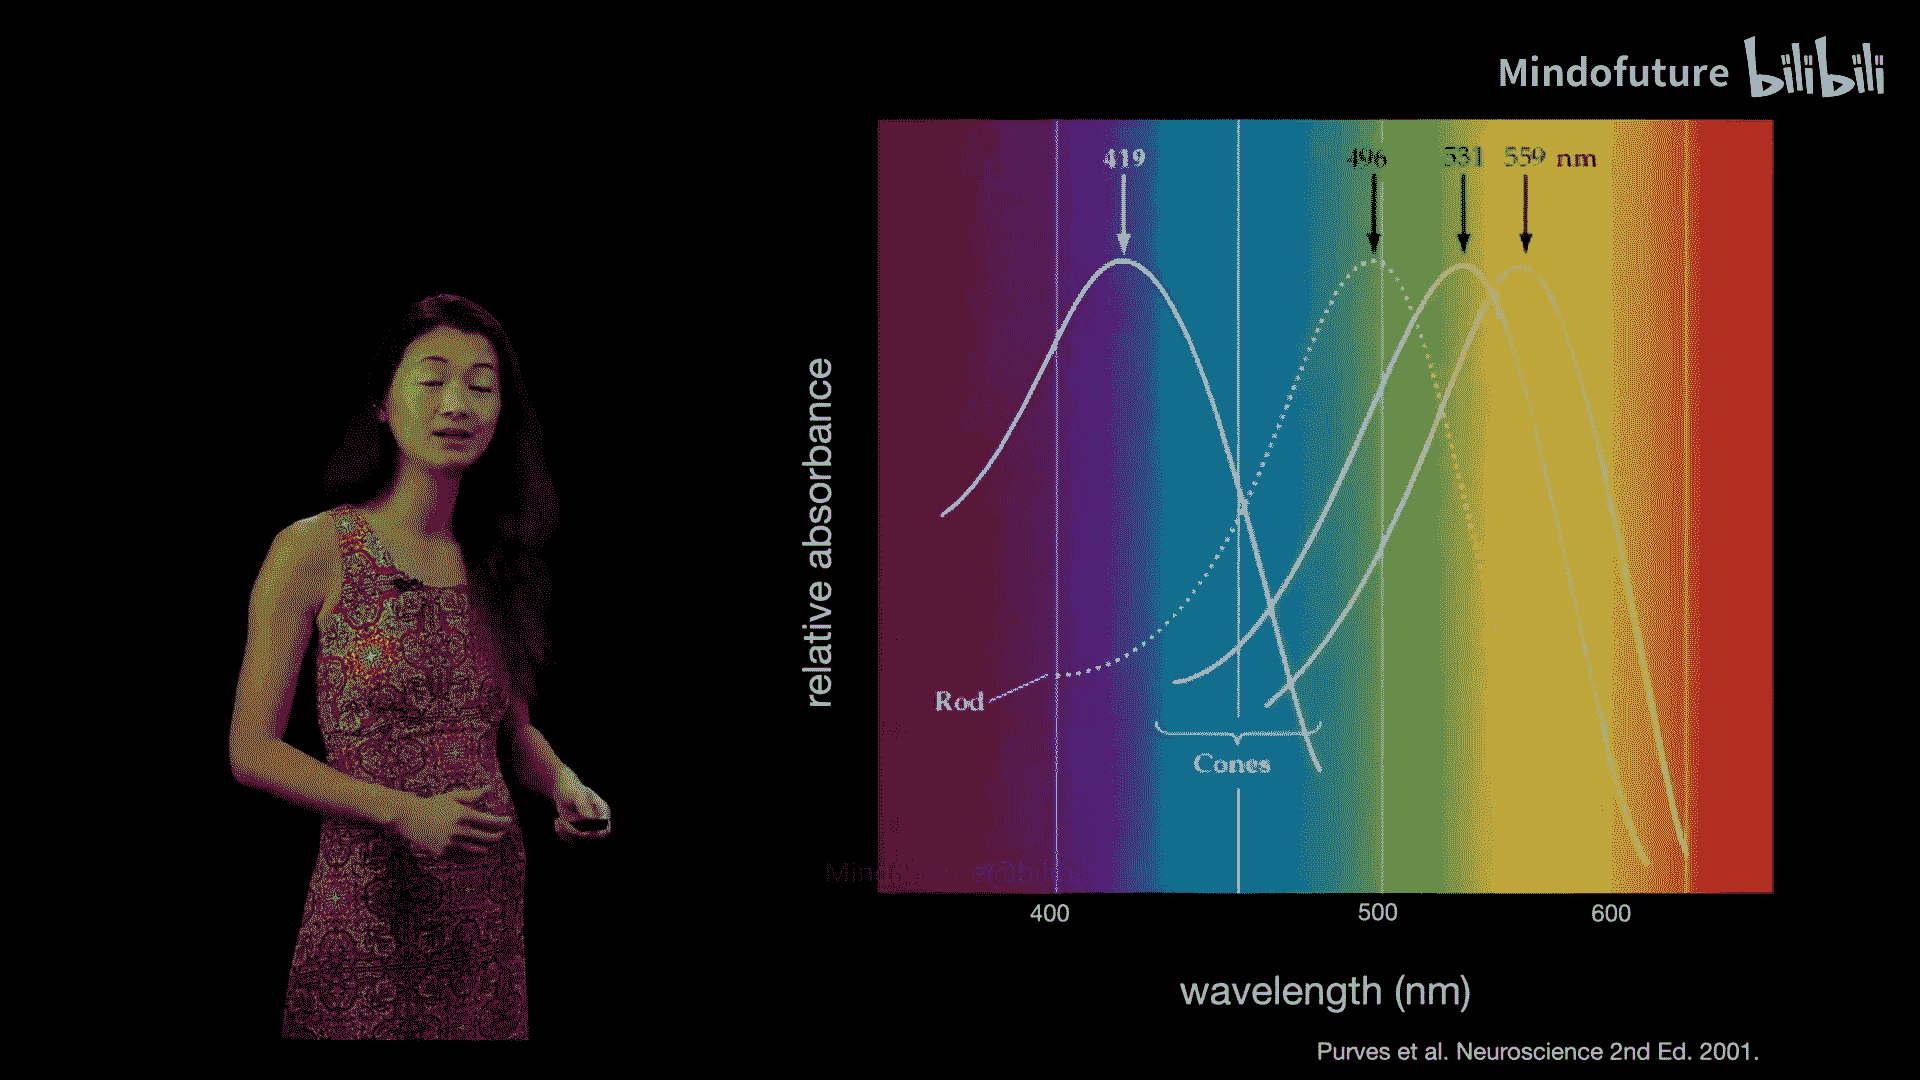 Mindofuture bilibili
419 496 531 559 nm
relative absorbance
Rod
Cones
400 500 600
wavelength (nm)
Purves et al. Neuroscience 2nd Ed. 2001.